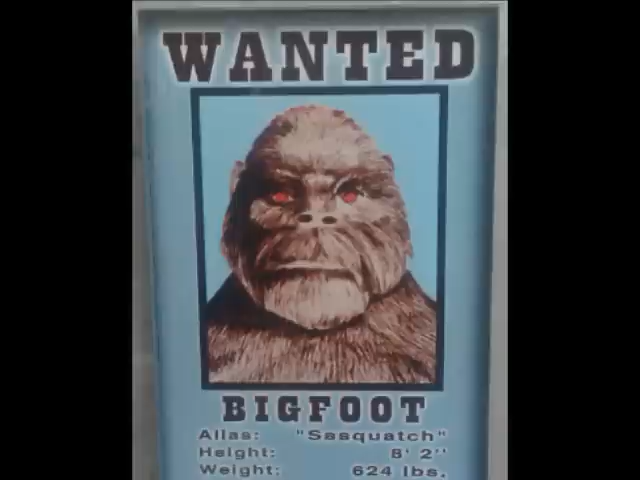 WANTED
BIGFOOT
Alias: "Sasquatch"
Height: 8' 2"
Weight: 624 lbs.